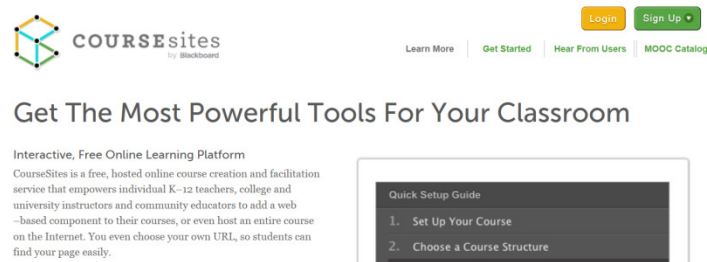 Login Sign Up
COURSEsites
by Blackboard
Learn More Get Started Hear From Users MOOC Catalog
Get The Most Powerful Tools For Your Classroom
Interactive, Free Online Learning Platform
CourseSites is a free, hosted online course creation and facilitation
service that empowers individual K–12 teachers, college and
university instructors and community educators to add a web
–based component to their courses, or even host an entire course
on the Internet. You even choose your own URL, so students can
find your page easily.
Quick Setup Guide
1. Set Up Your Course
2. Choose a Course Structure